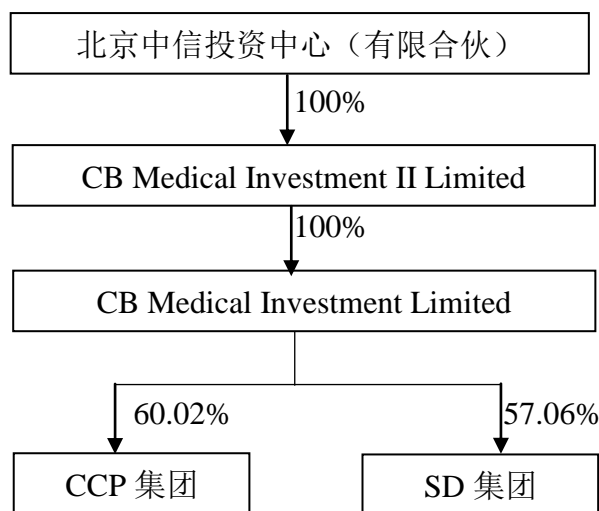 北京中信投资中心（有限合伙）
100%
CB Medical Investment II Limited
100%
CB Medical Investment Limited
60.02%
57.06%
CCP 集团
SD 集团